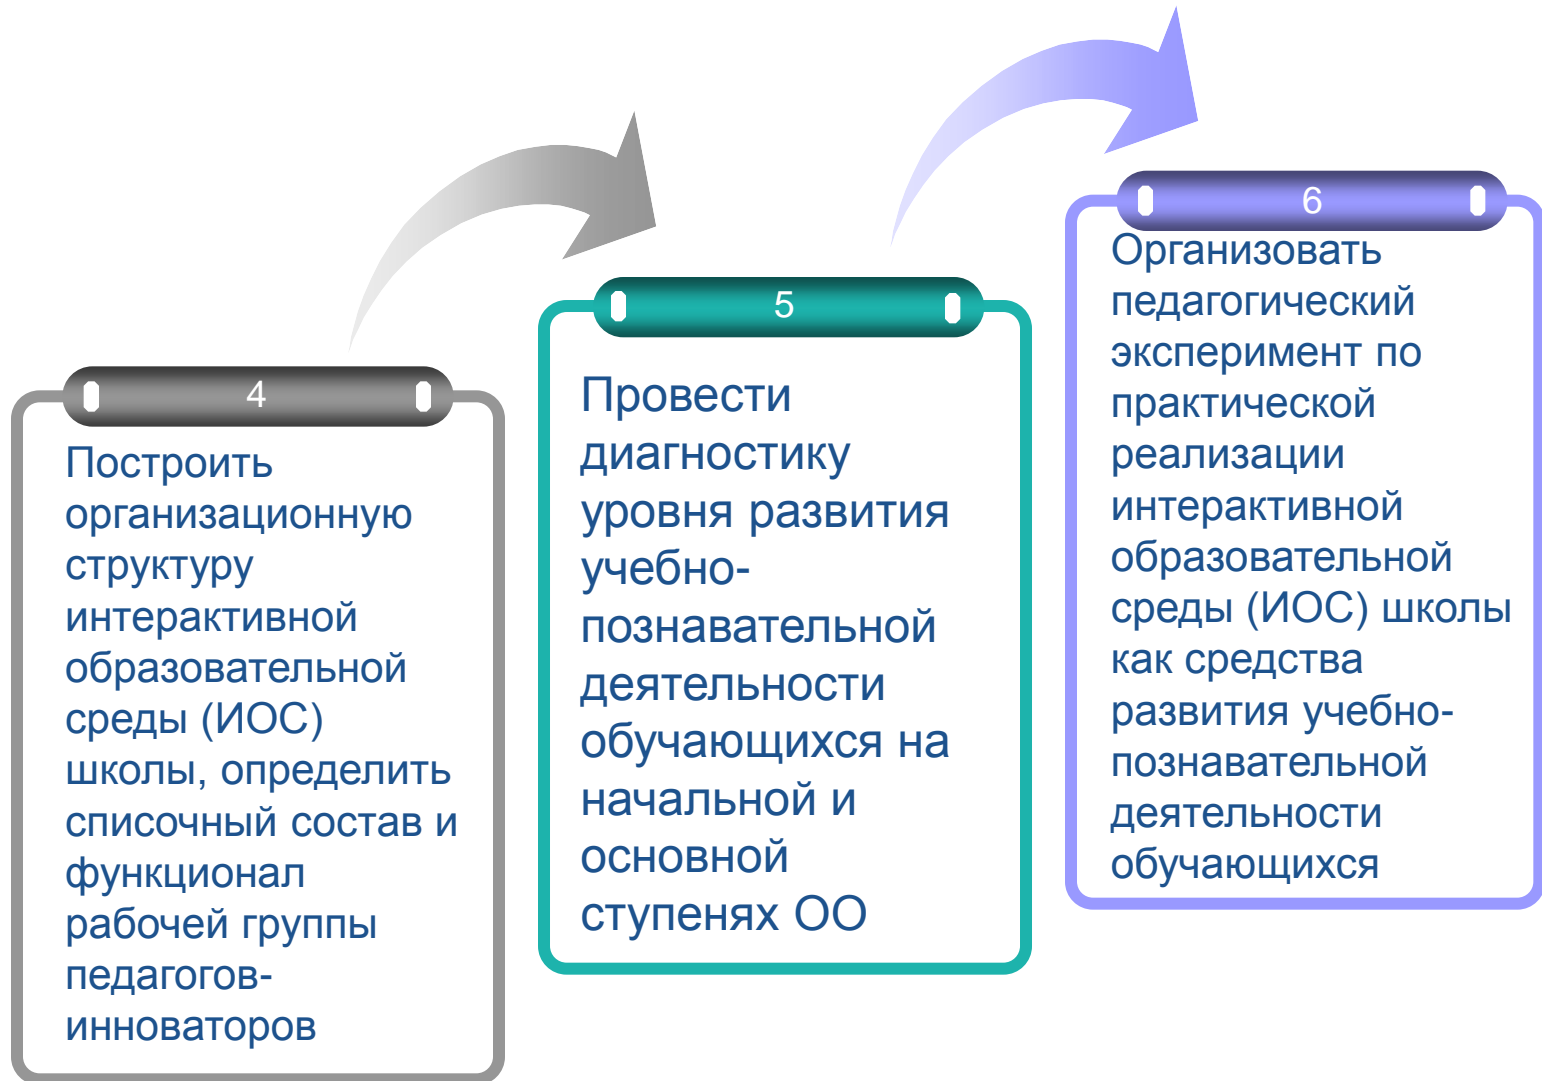 4
Построить
организационную
структуру
интерактивной
образовательной
среды (ИОС)
школы, определить
списочный состав и
функционал
рабочей группы
педагогов-
инноваторов
5
Провести
диагностику
уровня развития
учебно-
познавательной
деятельности
обучающихся на
начальной и
основной
ступенях ОО
6
Организовать
педагогический
эксперимент по
практической
реализации
интерактивной
образовательной
среды (ИОС) школы
как средства
развития учебно-
познавательной
деятельности
обучающихся